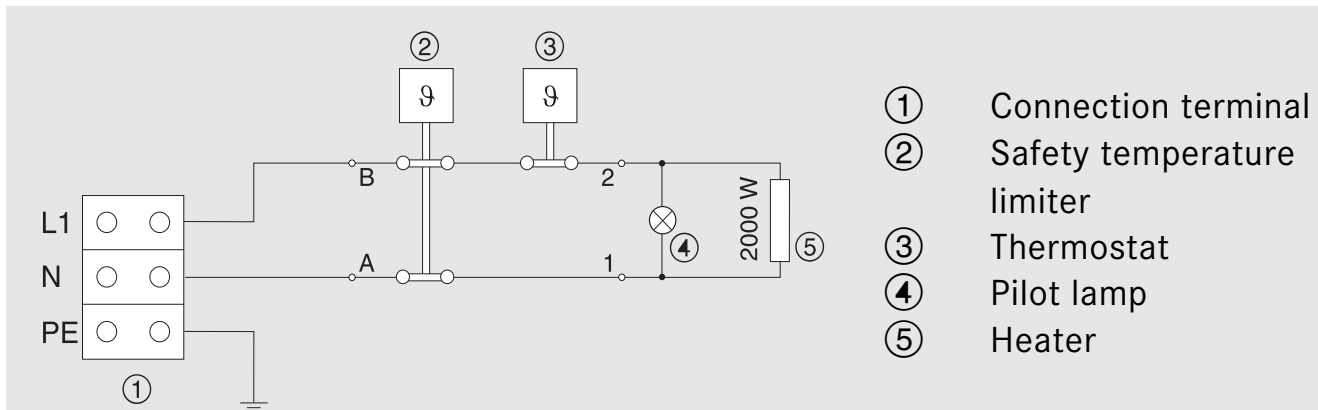 ② ③
ϑ ϑ
B 2
L1
2000 W
④ ⑤
N A 1
PE
①
① Connection terminal
② Safety temperature
limiter
③ Thermostat
④ Pilot lamp
⑤ Heater